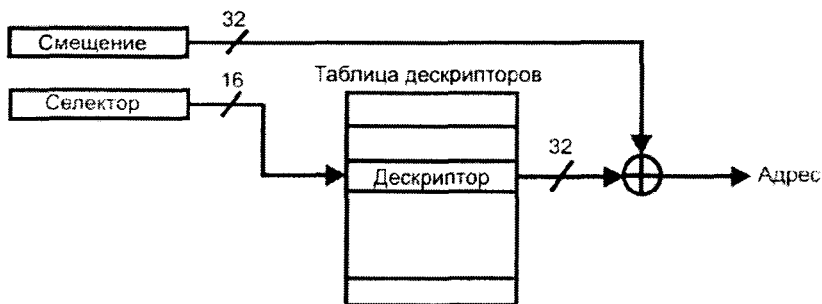 32
Смещение
16
Таблица дескрипторов
Селектор
32
Дескриптор
Адрес